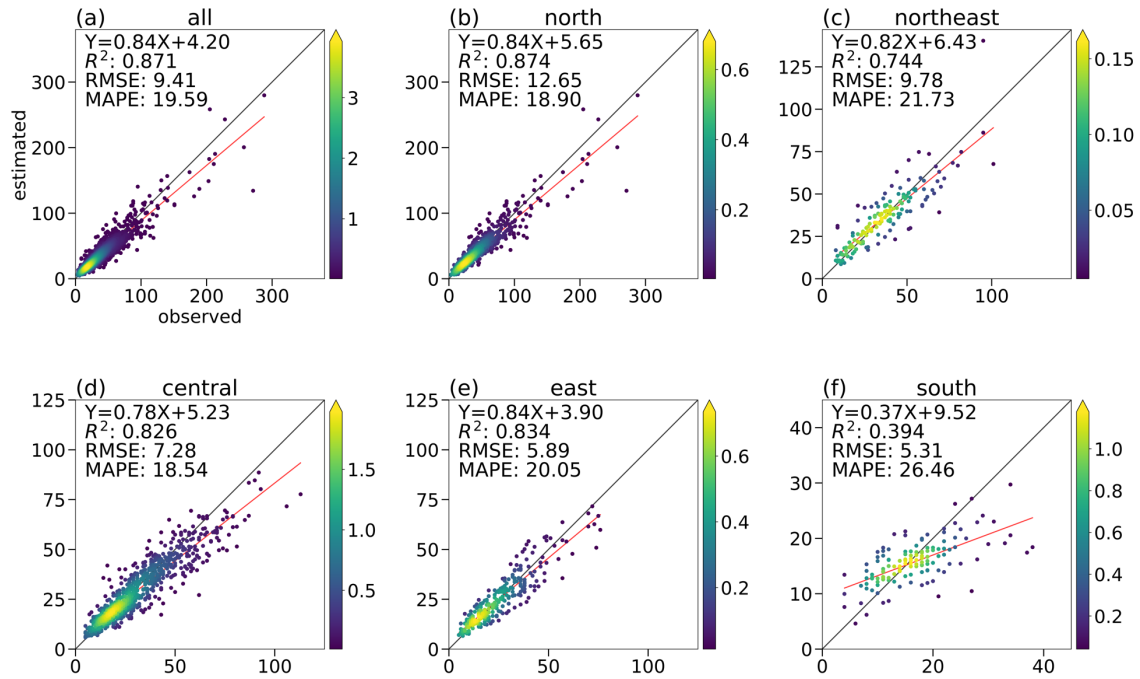 (a) all
Y=0.84X+4.20
R²: 0.871
RMSE: 9.41
MAPE: 19.59
300
200
100
0
0 100 200 300
estimated
observed
3
2
1
(b) north
Y=0.84X+5.65
R²: 0.874
RMSE: 12.65
MAPE: 18.90
300
200
100
0
0 100 200 300
0.6
0.4
0.2
(c) northeast
Y=0.82X+6.43
R²: 0.744
RMSE: 9.78
MAPE: 21.73
125
100
75
50
25
0
0 50 100
0.15
0.10
0.05
(d) central
Y=0.78X+5.23
R²: 0.826
RMSE: 7.28
MAPE: 18.54
125
100
75
50
25
0
0 50 100
1.5
1.0
0.5
(e) east
Y=0.84X+3.90
R²: 0.834
RMSE: 5.89
MAPE: 20.05
125
100
75
50
25
0
0 50 100
0.6
0.4
0.2
(f) south
Y=0.37X+9.52
R²: 0.394
RMSE: 5.31
MAPE: 26.46
40
30
20
10
0
0 20 40
1.0
0.8
0.6
0.4
0.2